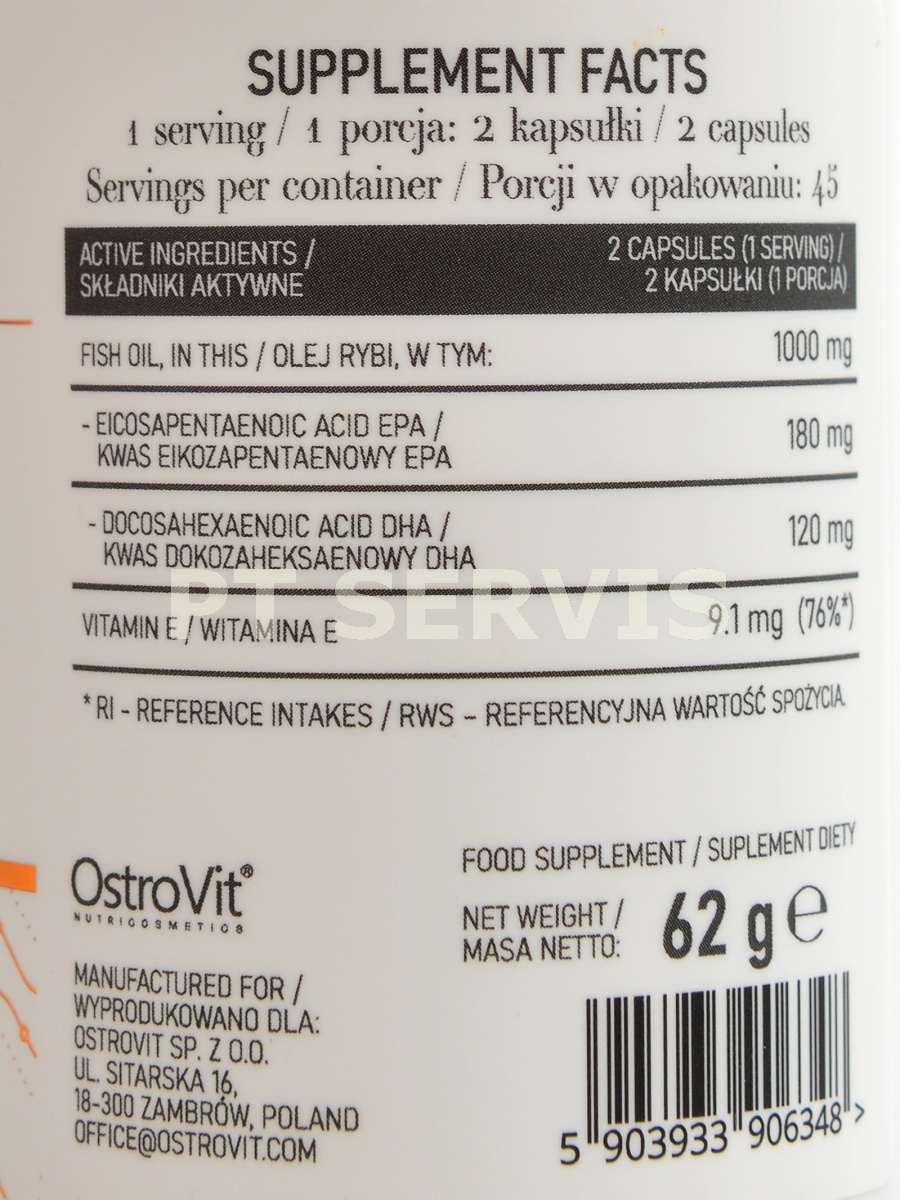 SUPPLEMENT FACTS
1 serving / 1 porcja: 2 kapsułki / 2 capsules
Servings per container / Porcji w opakowaniu: 45
ACTIVE INGREDIENTS / 2 CAPSULES (1 SERVING) /
SKŁADNIKI AKTYWNE 2 KAPSUŁKI (1 PORCJA)
FISH OIL, IN THIS / OLEJ RYBI, W TYM: 1000 mg
- EICOSAPENTAENOIC ACID EPA /
KWAS EIKOZAPENTAENOWY EPA 180 mg
- DOCOSAHEXAENOIC ACID DHA /
KWAS DOKOZAHEKSAENOWY DHA 120 mg
PT SERVIS
VITAMIN E / WITAMINA E 9.1 mg (76%*)
* RI - REFERENCE INTAKES / RWS - REFERENCYJNA WARTOŚĆ SPOŻYCIA.
FOOD SUPPLEMENT / SUPLEMENT DIETY
NET WEIGHT /
MASA NETTO: 62 g e
OstroVit®
NUTRICOSMETICS
MANUFACTURED FOR /
WYPRODUKOWANO DLA:
OSTROVIT SP. Z O.O.
UL. SITARSKA 16,
18-300 ZAMBRÓW, POLAND
OFFICE@OSTROVIT.COM
5 903933 906348 >